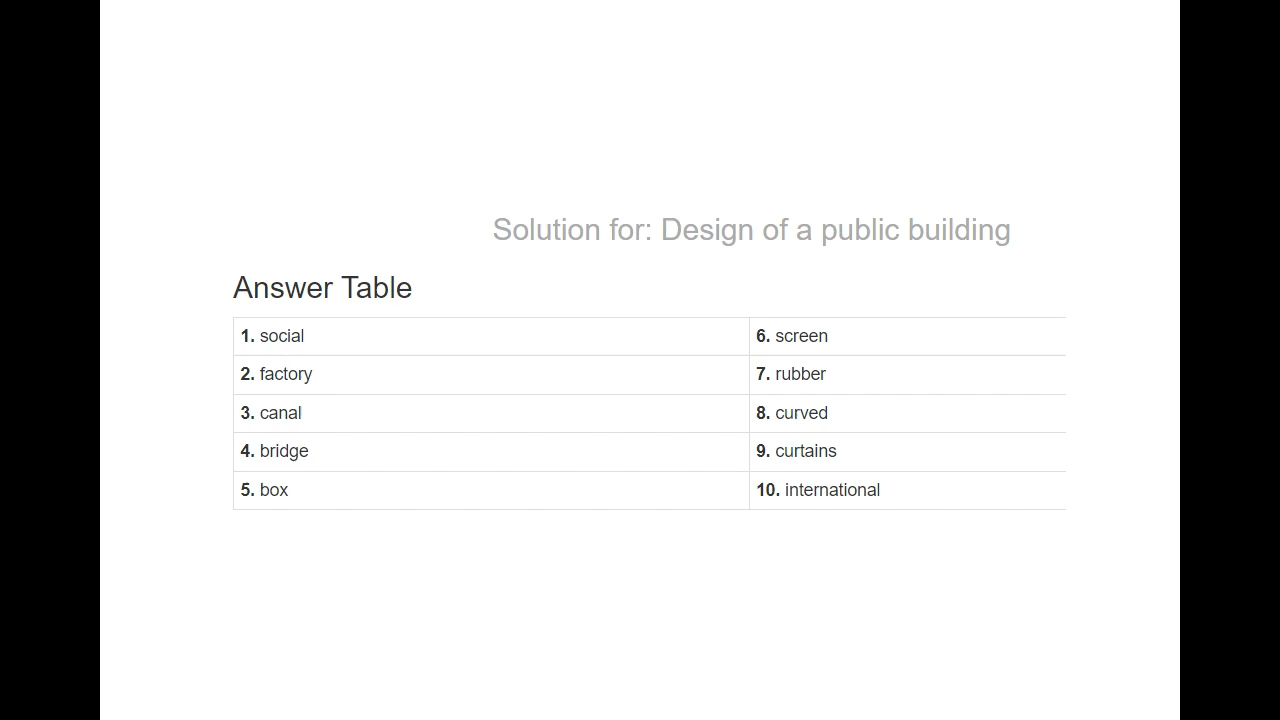 Solution for: Design of a public building
Answer Table
1. social
6. screen
2. factory
7. rubber
3. canal
8. curved
4. bridge
9. curtains
5. box
10. international